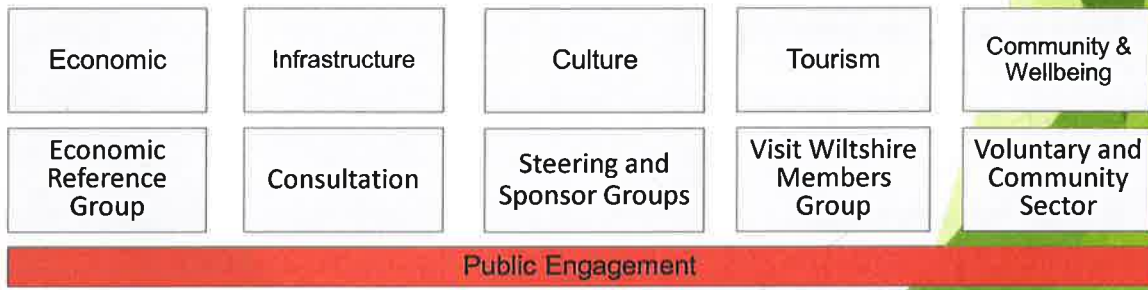 Economic
Infrastructure
Culture
Tourism
Community &
Wellbeing
Economic
Reference
Group
Consultation
Steering and
Sponsor Groups
Visit Wiltshire
Members
Group
Voluntary and
Community
Sector
Public Engagement